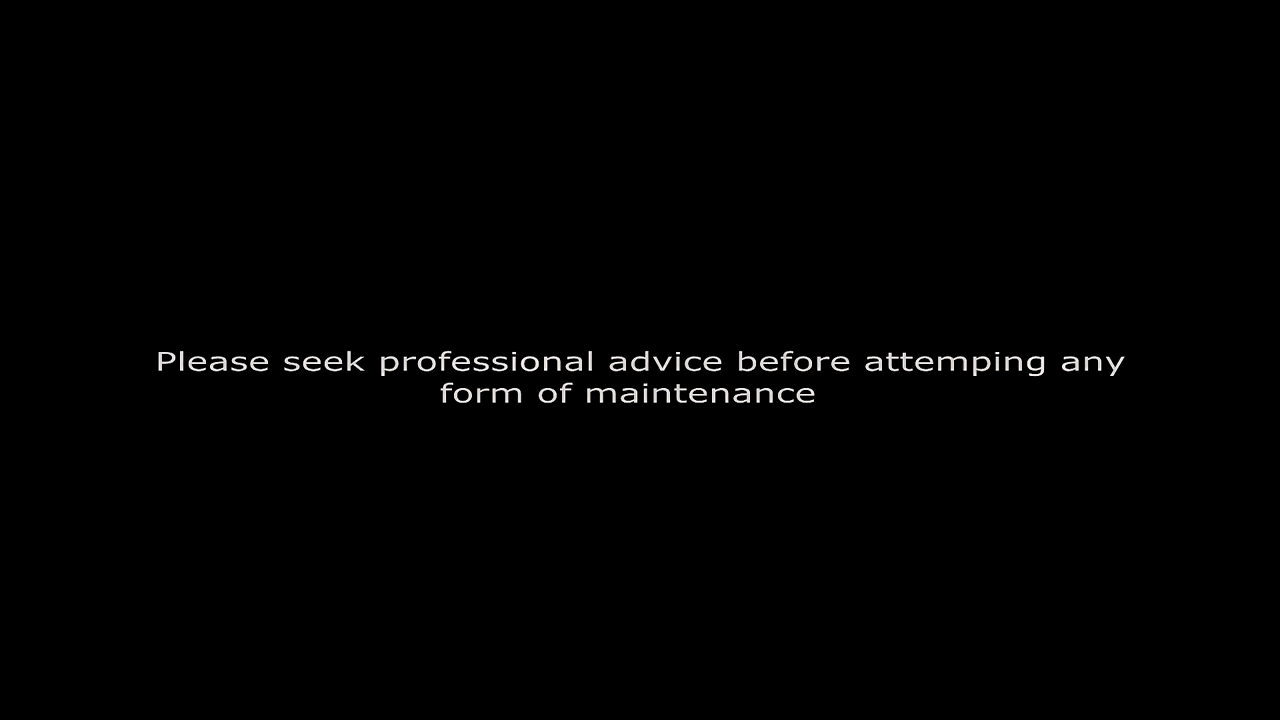 Please seek professional advice before attemping any
form of maintenance